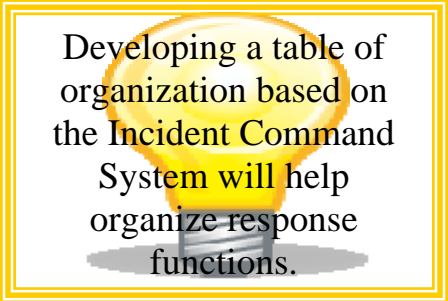 Developing a table of
organization based on
the Incident Command
System will help
organize response
functions.